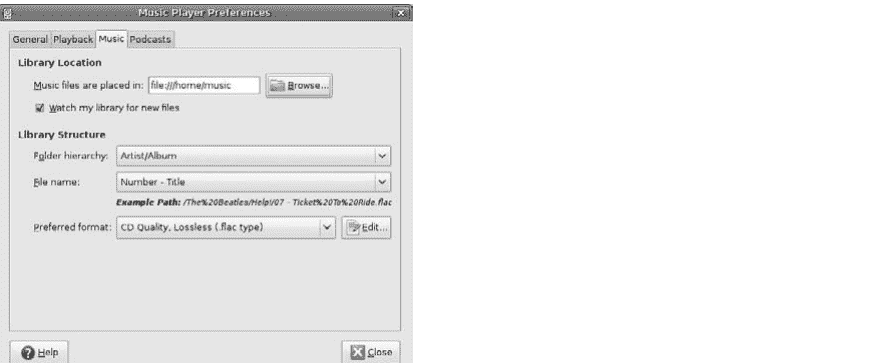 Music Player Preferences
General Playback Music Podcasts
Library Location
Music files are placed in: file:///home/music Browse...
Watch my library for new files
Library Structure
Folder hierarchy: Artist/Album
File name: Number - Title
Example Path: /The%20Beatles/Help!/07 - Ticket%20To%20Ride.flac
Preferred format: CD Quality, Lossless (.flac type) Edit...
Help Close